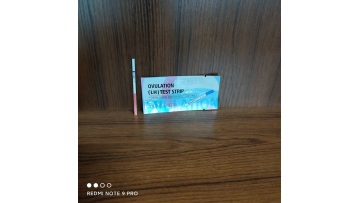 OVULATION
(LH) TEST STRIP
REDMI NOTE 9 PRO